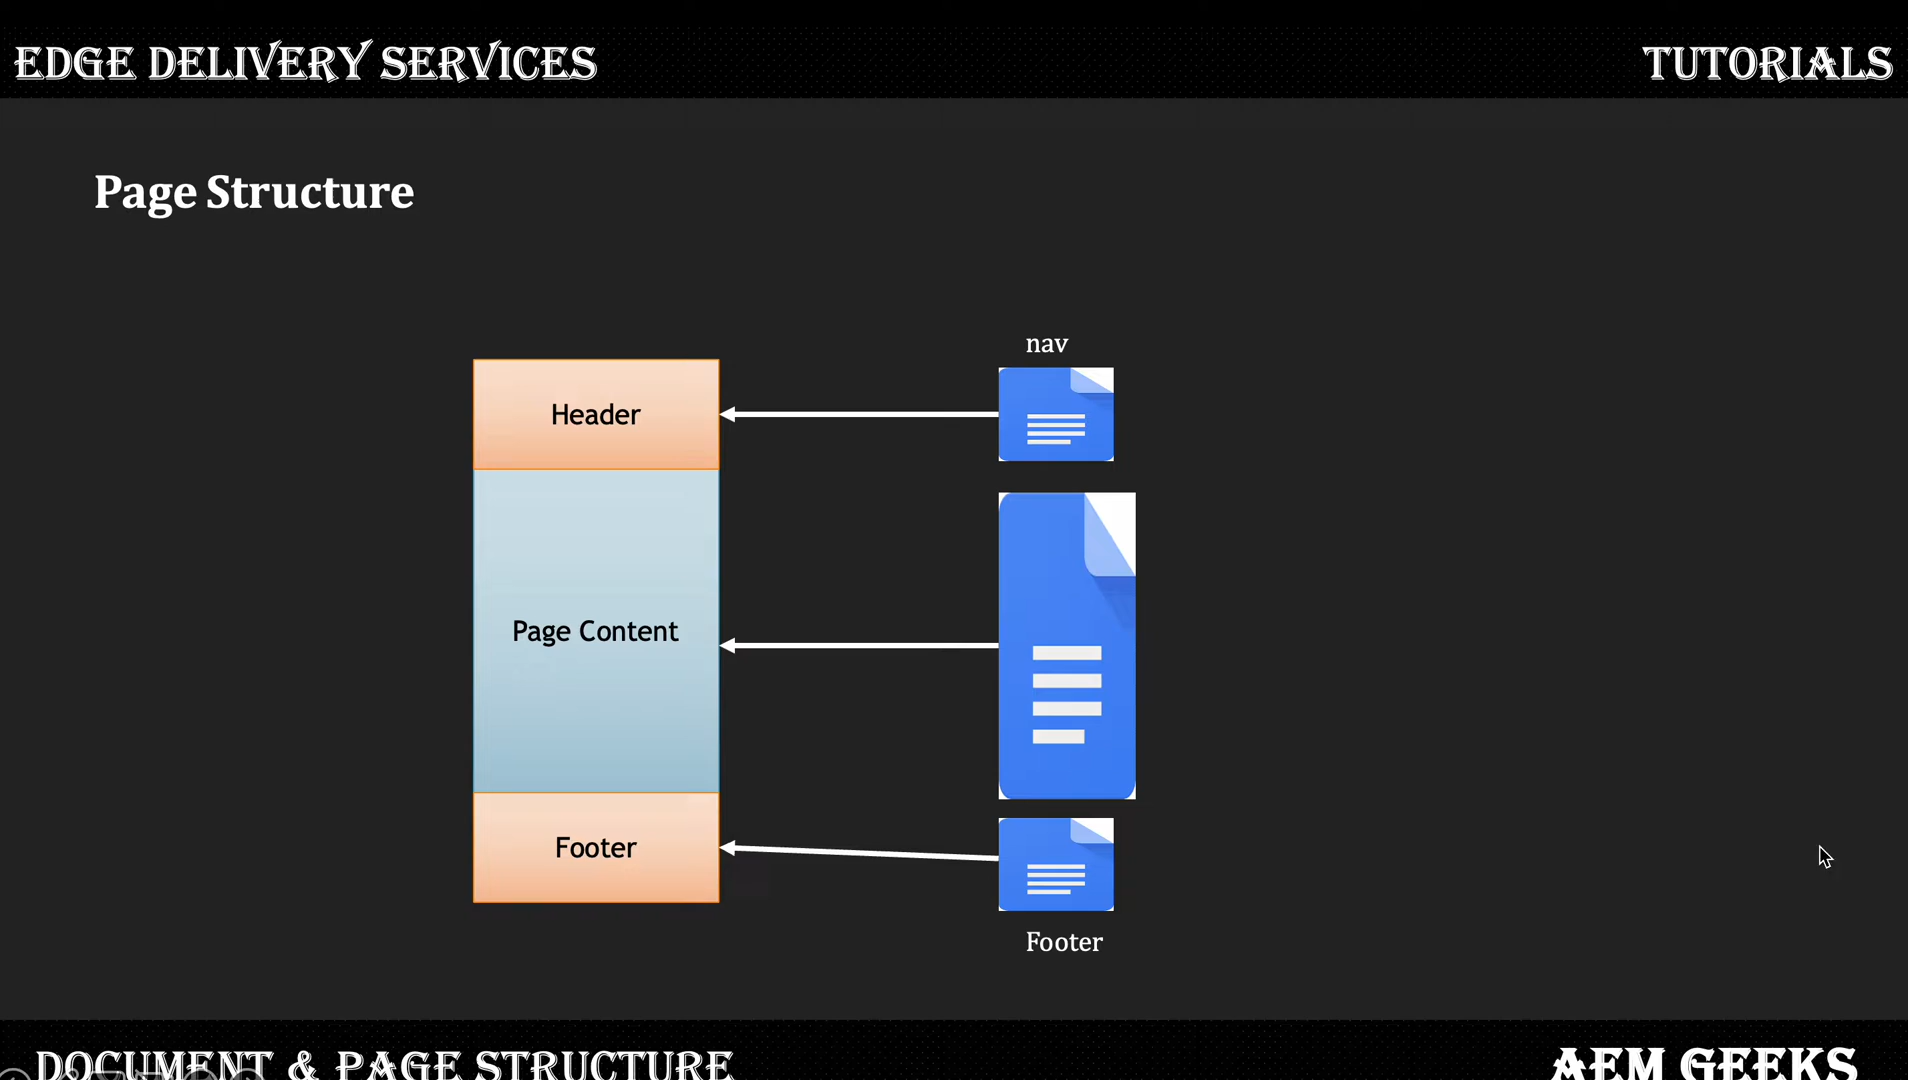 EDGE DELIVERY SERVICES
TUTORIALS
Page Structure
nav
Header
Page Content
Footer
Footer
DOCUMENT & PAGE STRUCTURE
AEM GEEKS